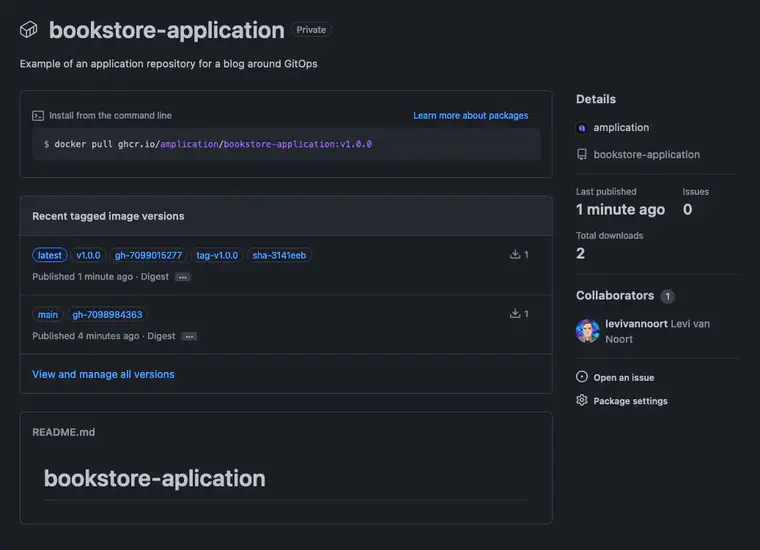 bookstore-application Private
Example of an application repository for a blog around GitOps
Install from the command line Learn more about packages
$ docker pull ghcr.io/amplication/bookstore-application:v1.0.0
Recent tagged image versions
latest v1.0.0 gh-7099015277 tag-v1.0.0 sha-3141eeb 1
Published 1 minute ago · Digest ...
main gh-7098984363 1
Published 4 minutes ago · Digest ...
View and manage all versions
README.md
bookstore-aplication
Details
amplication
bookstore-application
Last published Issues
1 minute ago 0
Total downloads
2
Collaborators 1
levivannoort Levi van
Noort
Open an issue
Package settings